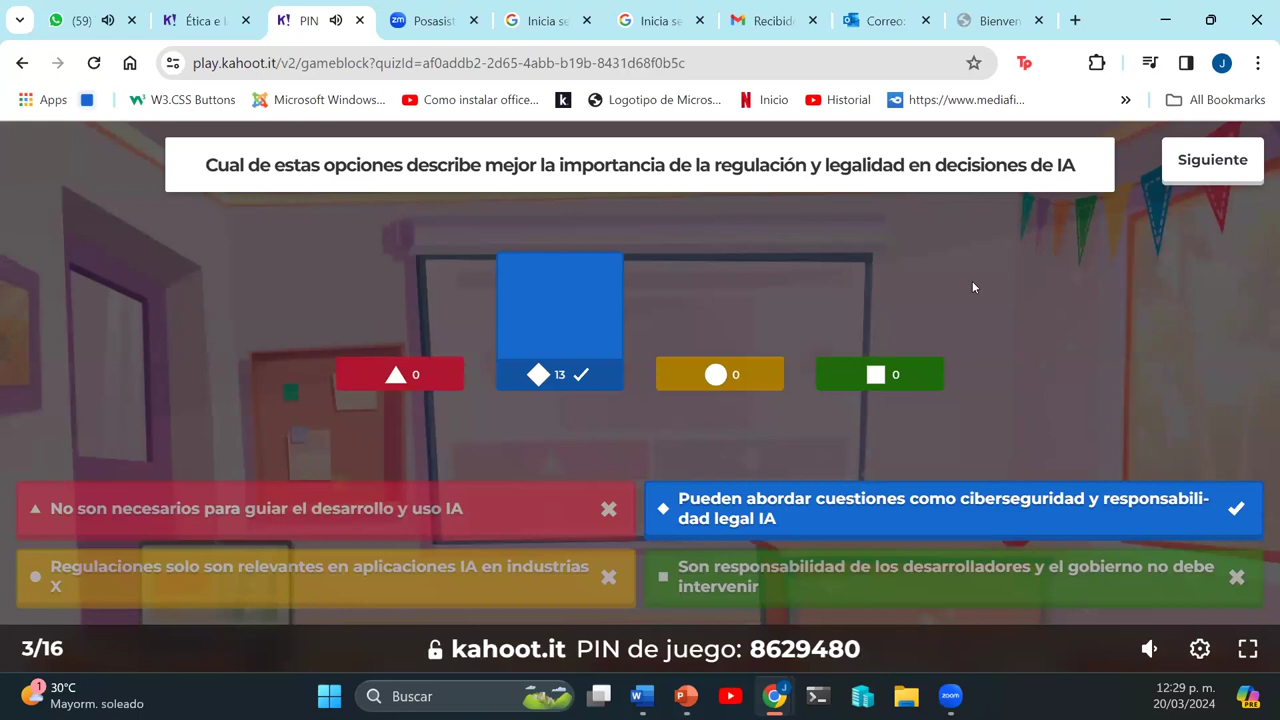 (59)
Ética e l
PIN
Posasist
Inicia se
Inicia se
Recibid
Correo:
Bienven
play.kahoot.it/v2/gameblock?quizId=af0addb2-2d65-4abb-b19b-8431d68f0b5c
Tp
J
Apps
W3.CSS Buttons
Microsoft Windows...
Como instalar office...
Logotipo de Micros...
Inicio
Historial
https://www.mediafi...
All Bookmarks
Cual de estas opciones describe mejor la importancia de la regulación y legalidad en decisiones de IA
Siguiente
0
13
0
0
No son necesarios para guiar el desarrollo y uso IA
Pueden abordar cuestiones como ciberseguridad y responsabili-
dad legal IA
Regulaciones solo son relevantes en aplicaciones IA en industrias
X
Son responsabilidad de los desarrolladores y el gobierno no debe
intervenir
3/16
kahoot.it PIN de juego: 8629480
1
30°C
Mayorm. soleado
Buscar
zoom
12:29 p. m.
20/03/2024
PRE